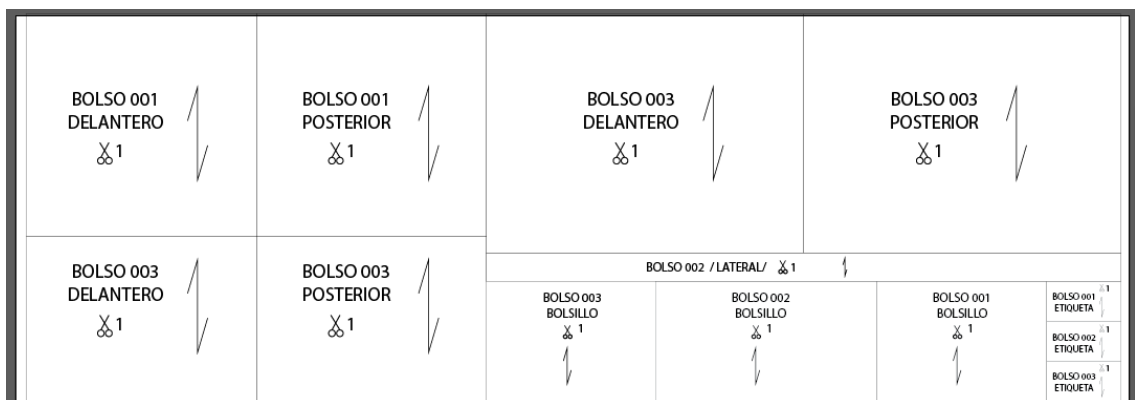 BOLSO 001
DELANTERO
1
BOLSO 001
POSTERIOR
1
BOLSO 003
DELANTERO
1
BOLSO 003
POSTERIOR
1
BOLSO 003
DELANTERO
1
BOLSO 003
POSTERIOR
1
BOLSO 002 / LATERAL/ 1
BOLSO 003
BOLSILLO
1
BOLSO 002
BOLSILLO
1
BOLSO 001
BOLSILLO
1
1
BOLSO 001
ETIQUETA
1
BOLSO 002
ETIQUETA
1
BOLSO 003
ETIQUETA